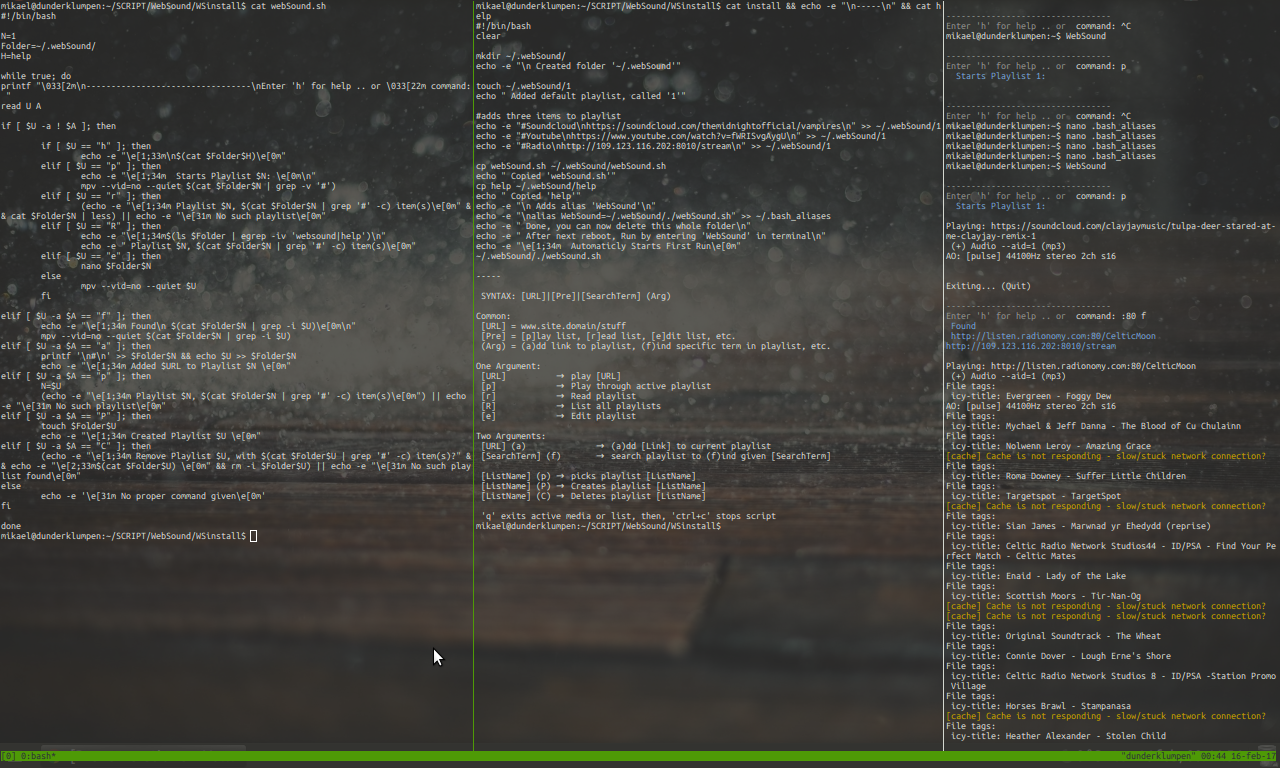 mikael@dunderklumpen:~/SCRIPT/WebSound/WSinstall$ cat webSound.sh
#!/bin/bash
N=1
Folder=~/.webSound/
H=help
while true; do
printf "\033[2m\n---------------------------------\nEnter 'h' for help .. or \033[22m command:
 "
read U A
if [ $U -a ! $A ]; then
        if [ $U == "h" ]; then
                echo -e "\e[1;33m\n$(cat $Folder$H)\e[0m"
        elif [ $U == "p" ]; then
                echo -e "\e[1;34m  Starts Playlist $N: \e[0m\n"
                mpv --vid=no --quiet $(cat $Folder$N | grep -v '#')
        elif [ $U == "r" ]; then
                (echo -e "\e[1;34m Playlist $N, $(cat $Folder$N | grep '#' -c) item(s)\e[0m" &
& cat $Folder$N | less) || echo -e "\e[31m No such playlist\e[0m"
        elif [ $U == "R" ]; then
                echo -e "\e[1;34m$(ls $Folder | egrep -iv 'websound|help')\n"
                echo -e " Playlist $N, $(cat $Folder$N | grep '#' -c) item(s)\e[0m"
        elif [ $U == "e" ]; then
                nano $Folder$N
        else
                mpv --vid=no --quiet $U
        fi
elif [ $U -a $A == "f" ]; then
        echo -e "\e[1;34m Found\n $(cat $Folder$N | grep -i $U)\e[0m\n"
        mpv --vid=no --quiet $(cat $Folder$N | grep -i $U)
elif [ $U -a $A == "a" ]; then
        printf '\n#\n' >> $Folder$N && echo $U >> $Folder$N
        echo -e "\e[1;34m Added $URL to Playlist $N \e[0m"
elif [ $U -a $A == "p" ]; then
        N=$U
        (echo -e "\e[1;34m Playlist $N, $(cat $Folder$N | grep '#' -c) item(s)\e[0m") || echo
-e "\e[31m No such playlist\e[0m"
elif [ $U -a $A == "P" ]; then
        touch $Folder$U
        echo -e "\e[1;34m Created Playlist $U \e[0m"
elif [ $U -a $A == "C" ]; then
        (echo -e "\e[1;34m Remove Playlist $U, with $(cat $Folder$U | grep '#' -c) item(s)?" &
& echo -e "\e[2;33m$(cat $Folder$U) \e[0m" && rm -i $Folder$U) || echo -e "\e[31m No such play
list found\e[0m"
else
        echo -e '\e[31m No proper command given\e[0m'
fi
done
mikael@dunderklumpen:~/SCRIPT/WebSound/WSinstall$
mikael@dunderklumpen:~/SCRIPT/WebSound/WSinstall$ cat install && echo -e "\n-----\n" && cat h
elp
#!/bin/bash
clear
mkdir ~/.webSound/
echo -e "\n Created folder '~/.webSound'"
touch ~/.webSound/1
echo " Added default playlist, called '1'"
#adds three items to playlist
echo -e "#Soundcloud\nhttps://soundcloud.com/themidnightofficial/vampires\n" >> ~/.webSound/1
echo -e "#Youtube\nhttps://www.youtube.com/watch?v=fWRISvgAygU\n" >> ~/.webSound/1
echo -e "#Radio\nhttp://109.123.116.202:8010/stream\n" >> ~/.webSound/1
cp webSound.sh ~/.webSound/webSound.sh
echo " Copied 'webSound.sh'"
cp help ~/.webSound/help
echo " Copied 'help'"
echo -e "\n Adds alias 'WebSound'\n"
echo -e "\nalias WebSound=~/.webSound/./webSound.sh" >> ~/.bash_aliases
echo -e " Done, you can now delete this whole folder\n"
echo -e " After next reboot, Run by entering 'WebSound' in terminal\n"
echo -e "\e[1;34m  Automaticly Starts First Run\e[0m"
~/.webSound/./webSound.sh
-----
 SYNTAX: [URL]|[Pre]|[SearchTerm] (Arg)
Common:
 [URL] = www.site.domain/stuff
 [Pre] = [p]lay list, [r]ead list, [e]dit list, etc.
 (Arg) = (a)dd link to playlist, (f)ind specific term in playlist, etc.
One Argument:
 [URL]          → play [URL]
 [p]            → Play through active playlist
 [r]            → Read playlist
 [R]            → List all playlists
 [e]            → Edit playlist
Two Arguments:
 [URL] (a)              → (a)dd [Link] to current playlist
 [SearchTerm] (f)       → search playlist to (f)ind given [SearchTerm]
 [ListName] (p) → picks playlist [ListName]
 [ListName] (P) → Creates playlist [ListName]
 [ListName] (C) → Deletes playlist [ListName]
 'q' exits active media or list, then, 'ctrl+c' stops script
mikael@dunderklumpen:~/SCRIPT/WebSound/WSinstall$
---------------------------------
Enter 'h' for help .. or  command: ^C
mikael@dunderklumpen:~$ WebSound
---------------------------------
Enter 'h' for help .. or  command: p
  Starts Playlist 1:
---------------------------------
Enter 'h' for help .. or  command: ^C
mikael@dunderklumpen:~$ nano .bash_aliases
mikael@dunderklumpen:~$ nano .bash_aliases
mikael@dunderklumpen:~$ nano .bash_aliases
mikael@dunderklumpen:~$ nano .bash_aliases
mikael@dunderklumpen:~$ WebSound
---------------------------------
Enter 'h' for help .. or  command: p
  Starts Playlist 1:
Playing: https://soundcloud.com/clayjaymusic/tulpa-deer-stared-at-
me-clayjay-remix-1
 (+) Audio --aid=1 (mp3)
AO: [pulse] 44100Hz stereo 2ch s16
Exiting... (Quit)
---------------------------------
Enter 'h' for help .. or  command: :80 f
 Found
 http://listen.radionomy.com:80/CelticMoon
http://109.123.116.202:8010/stream
Playing: http://listen.radionomy.com:80/CelticMoon
 (+) Audio --aid=1 (mp3)
File tags:
 icy-title: Evergreen - Foggy Dew
AO: [pulse] 44100Hz stereo 2ch s16
File tags:
 icy-title: Mychael & Jeff Danna - The Blood of Cu Chulainn
File tags:
 icy-title: Nolwenn Leroy - Amazing Grace
[cache] Cache is not responding - slow/stuck network connection?
File tags:
 icy-title: Roma Downey - Suffer Little Children
File tags:
 icy-title: Targetspot - TargetSpot
[cache] Cache is not responding - slow/stuck network connection?
File tags:
 icy-title: Sian James - Marwnad yr Ehedydd (reprise)
File tags:
 icy-title: Celtic Radio Network Studios44 - ID/PSA - Find Your Pe
rfect Match - Celtic Mates
File tags:
 icy-title: Enaid - Lady of the Lake
File tags:
 icy-title: Scottish Moors - Tir-Nan-Og
[cache] Cache is not responding - slow/stuck network connection?
[cache] Cache is not responding - slow/stuck network connection?
File tags:
 icy-title: Original Soundtrack - The Wheat
File tags:
 icy-title: Connie Dover - Lough Erne's Shore
File tags:
 icy-title: Celtic Radio Network Studios 8 - ID/PSA -Station Promo
 Village
File tags:
 icy-title: Horses Brawl - Stampanasa
[cache] Cache is not responding - slow/stuck network connection?
File tags:
 icy-title: Heather Alexander - Stolen Child
[0] 0:bash*
"dunderklumpen" 00:44 16-feb-17